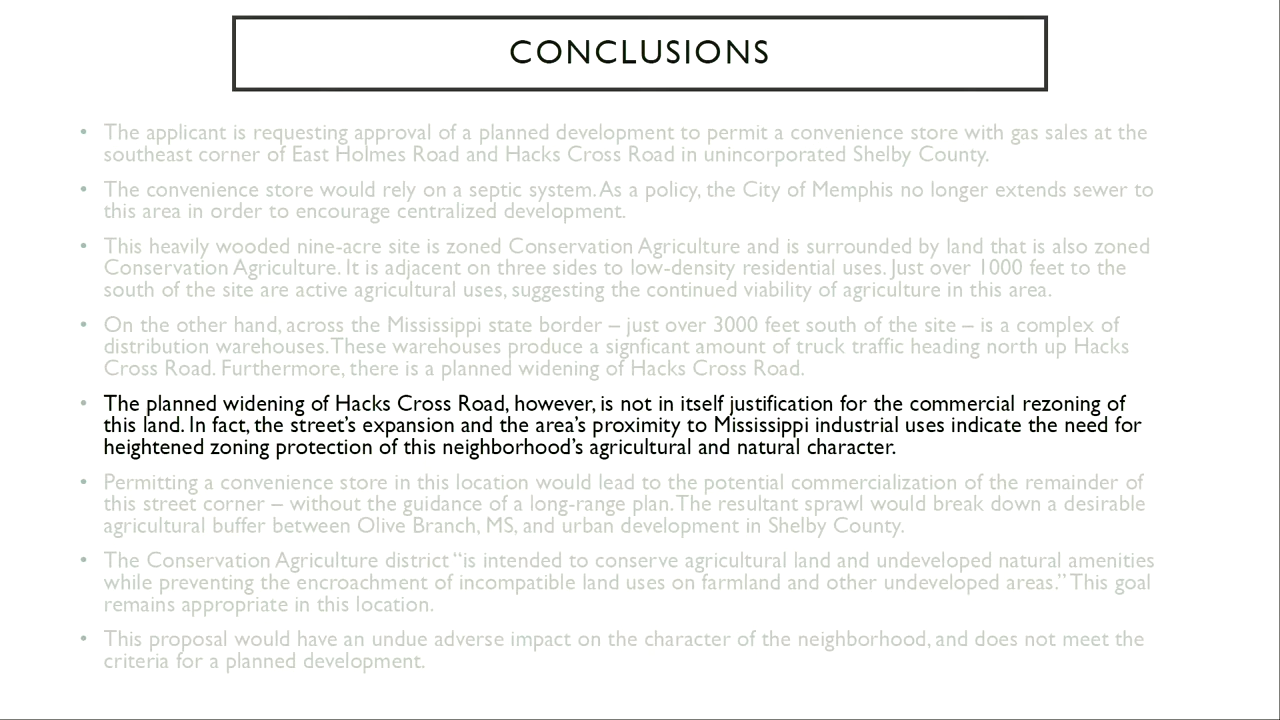 CONCLUSIONS
• The applicant is requesting approval of a planned development to permit a convenience store with gas sales at the
southeast corner of East Holmes Road and Hacks Cross Road in unincorporated Shelby County.
• The convenience store would rely on a septic system. As a policy, the City of Memphis no longer extends sewer to
this area in order to encourage centralized development.
• This heavily wooded nine-acre site is zoned Conservation Agriculture and is surrounded by land that is also zoned
Conservation Agriculture. It is adjacent on three sides to low-density residential uses. Just over 1000 feet to the
south of the site are active agricultural uses, suggesting the continued viability of agriculture in this area.
• On the other hand, across the Mississippi state border – just over 3000 feet south of the site – is a complex of
distribution warehouses. These warehouses produce a signficant amount of truck traffic heading north up Hacks
Cross Road. Furthermore, there is a planned widening of Hacks Cross Road.
• The planned widening of Hacks Cross Road, however, is not in itself justification for the commercial rezoning of
this land. In fact, the street’s expansion and the area’s proximity to Mississippi industrial uses indicate the need for
heightened zoning protection of this neighborhood’s agricultural and natural character.
• Permitting a convenience store in this location would lead to the potential commercialization of the remainder of
this street corner – without the guidance of a long-range plan. The resultant sprawl would break down a desirable
agricultural buffer between Olive Branch, MS, and urban development in Shelby County.
• The Conservation Agriculture district “is intended to conserve agricultural land and undeveloped natural amenities
while preventing the encroachment of incompatible land uses on farmland and other undeveloped areas.” This goal
remains appropriate in this location.
• This proposal would have an undue adverse impact on the character of the neighborhood, and does not meet the
criteria for a planned development.